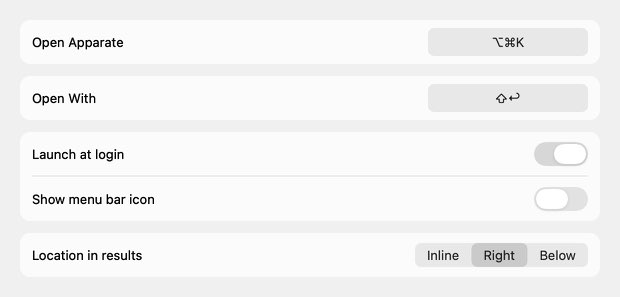 Open Apparate
⌥⌘K
Open With
⇧↩
Launch at login
Show menu bar icon
Location in results
Inline Right Below